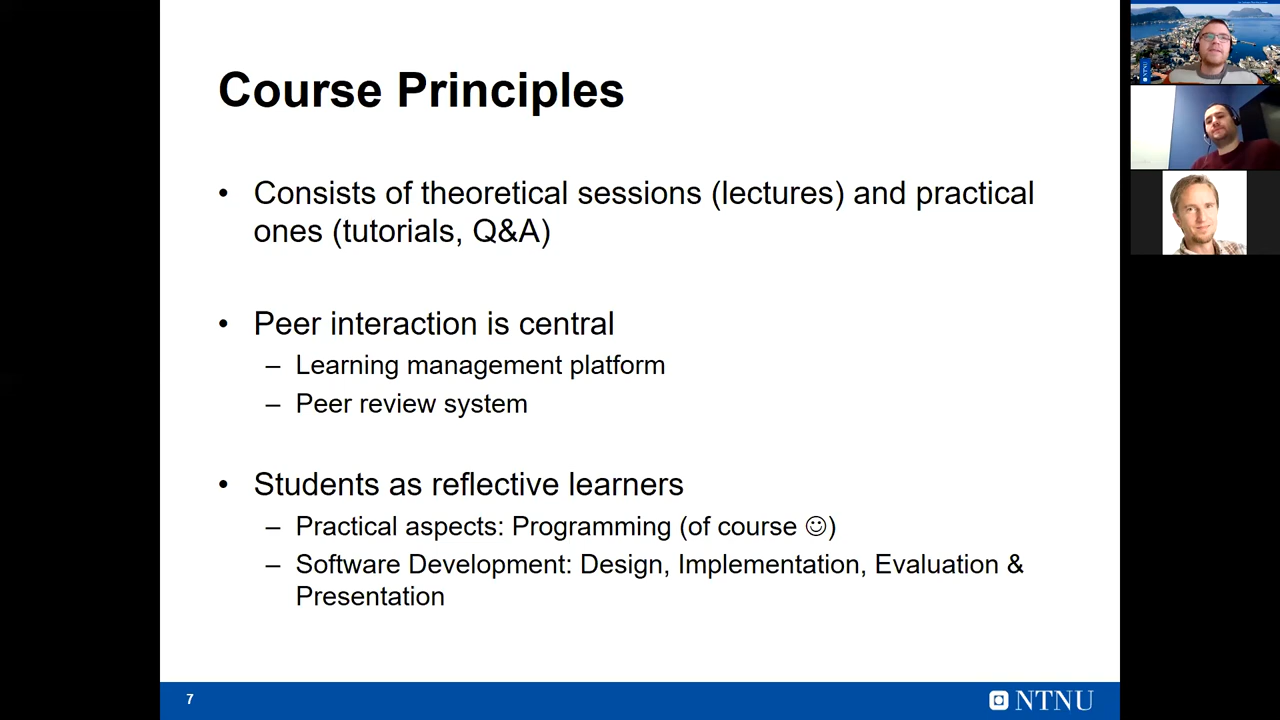 Course Principles
• Consists of theoretical sessions (lectures) and practical
ones (tutorials, Q&A)
• Peer interaction is central
– Learning management platform
– Peer review system
• Students as reflective learners
– Practical aspects: Programming (of course ☺)
– Software Development: Design, Implementation, Evaluation &
Presentation
7
NTNU
NTNU